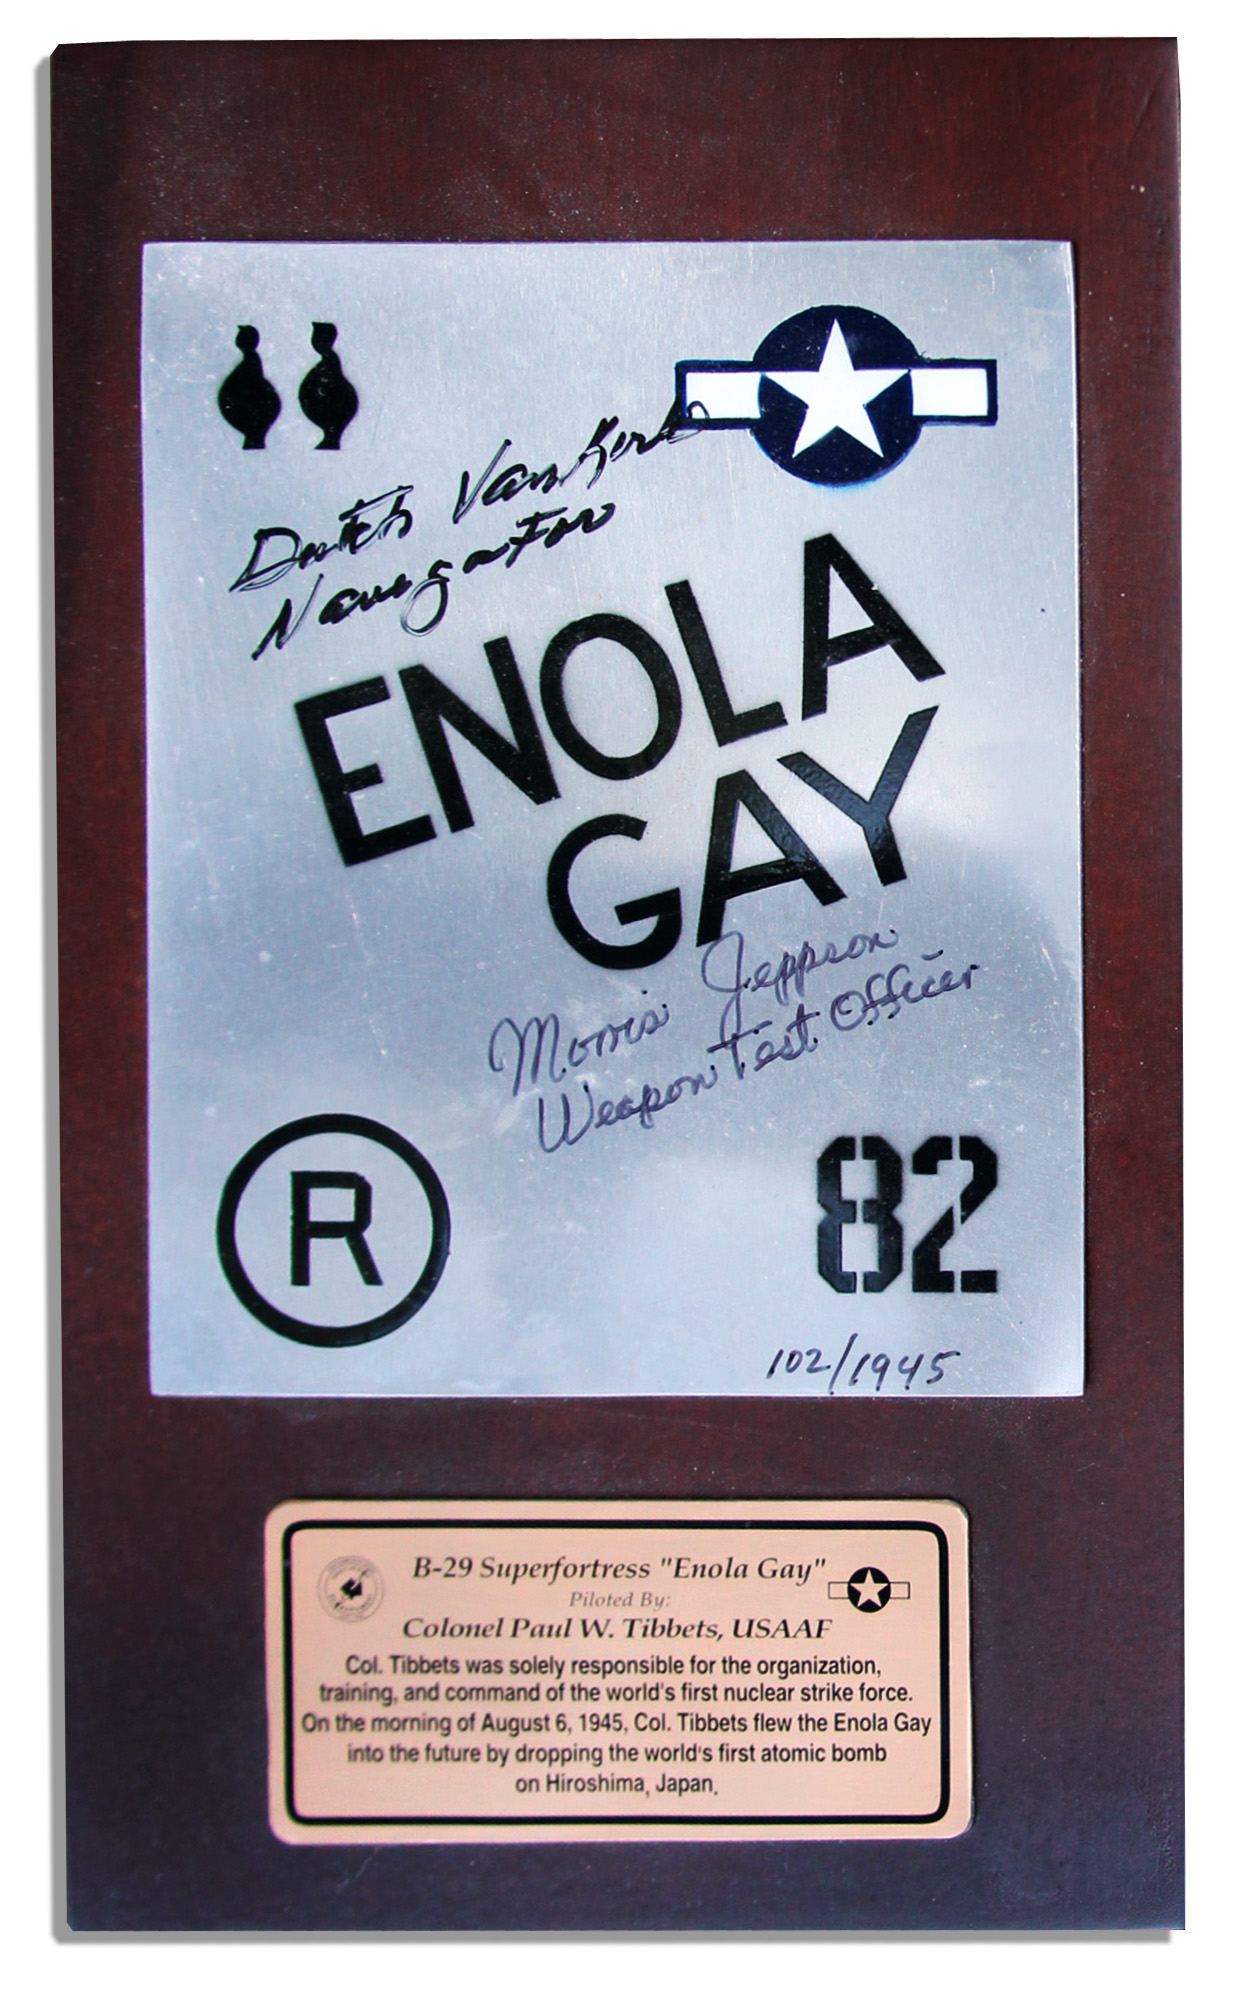 Dutch VanKirk
Navigator
ENOLA
GAY
Morris Jeppson
Weapon Test Officer
R
82
102/1945
B-29 Superfortress "Enola Gay"
Piloted By:
Colonel Paul W. Tibbets, USAAF
Col. Tibbets was solely responsible for the organization,
training, and command of the world's first nuclear strike force.
On the morning of August 6, 1945, Col. Tibbets flew the Enola Gay
into the future by dropping the world's first atomic bomb
on Hiroshima, Japan.